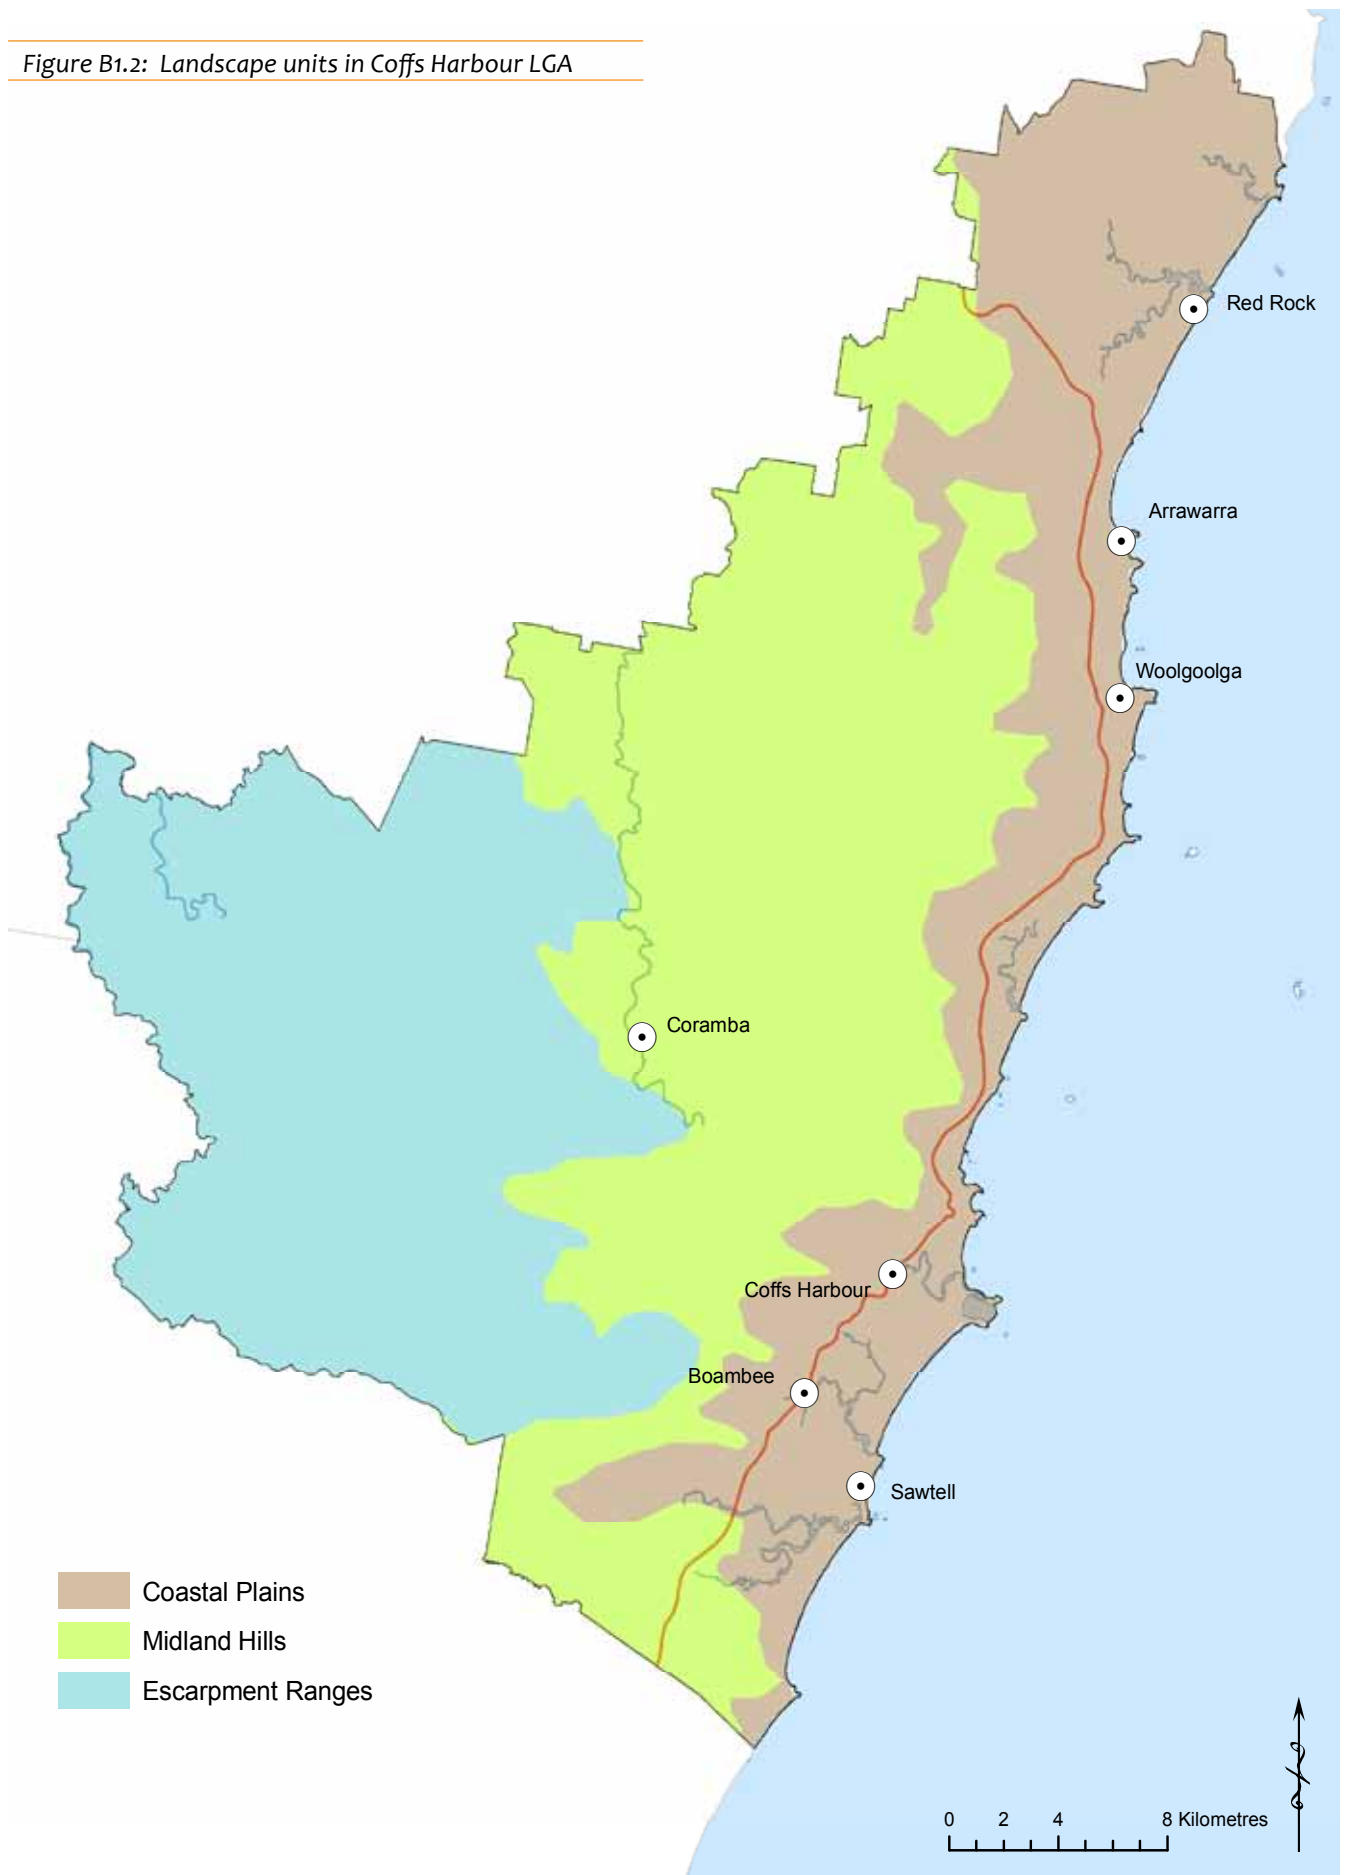 Figure B1.2: Landscape units in Coffs Harbour LGA
Red Rock
Arrawarra
Woolgoolga
Coramba
Coffs Harbour
Boambee
Sawtell
Coastal Plains
Midland Hills
Escarpment Ranges
0 2 4 8 Kilometres